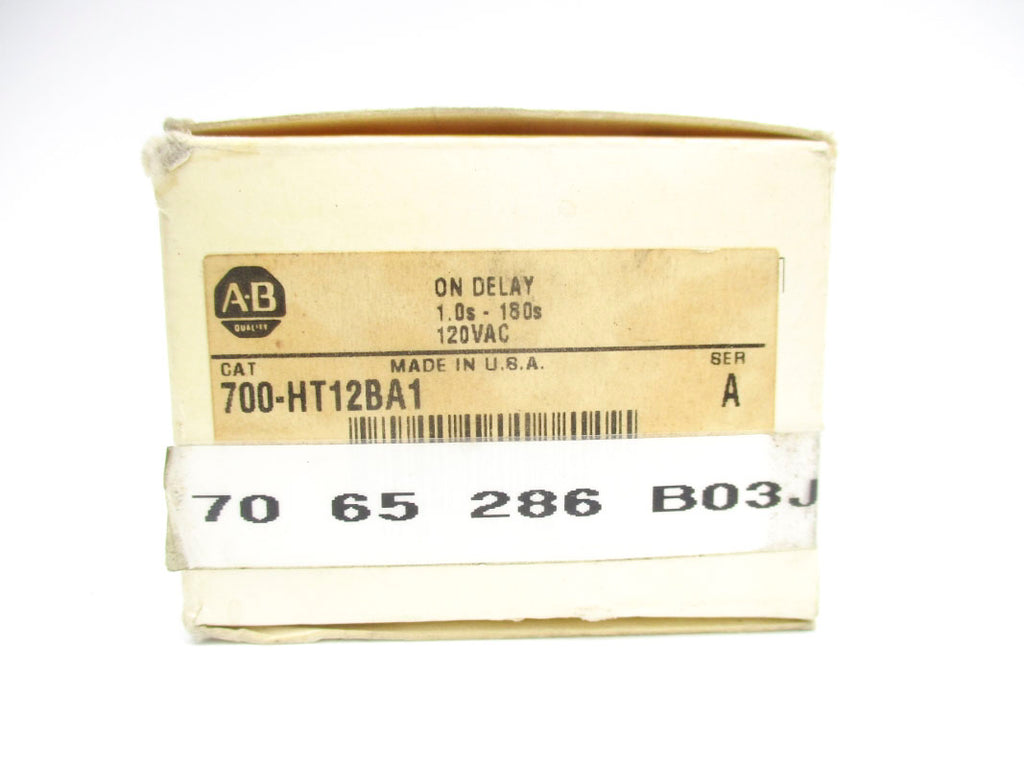 A-B
QUALITY
ON DELAY
1.0s - 180s
120VAC
CAT MADE IN U.S.A. SER
700-HT12BA1 A
70 65 286 B03J